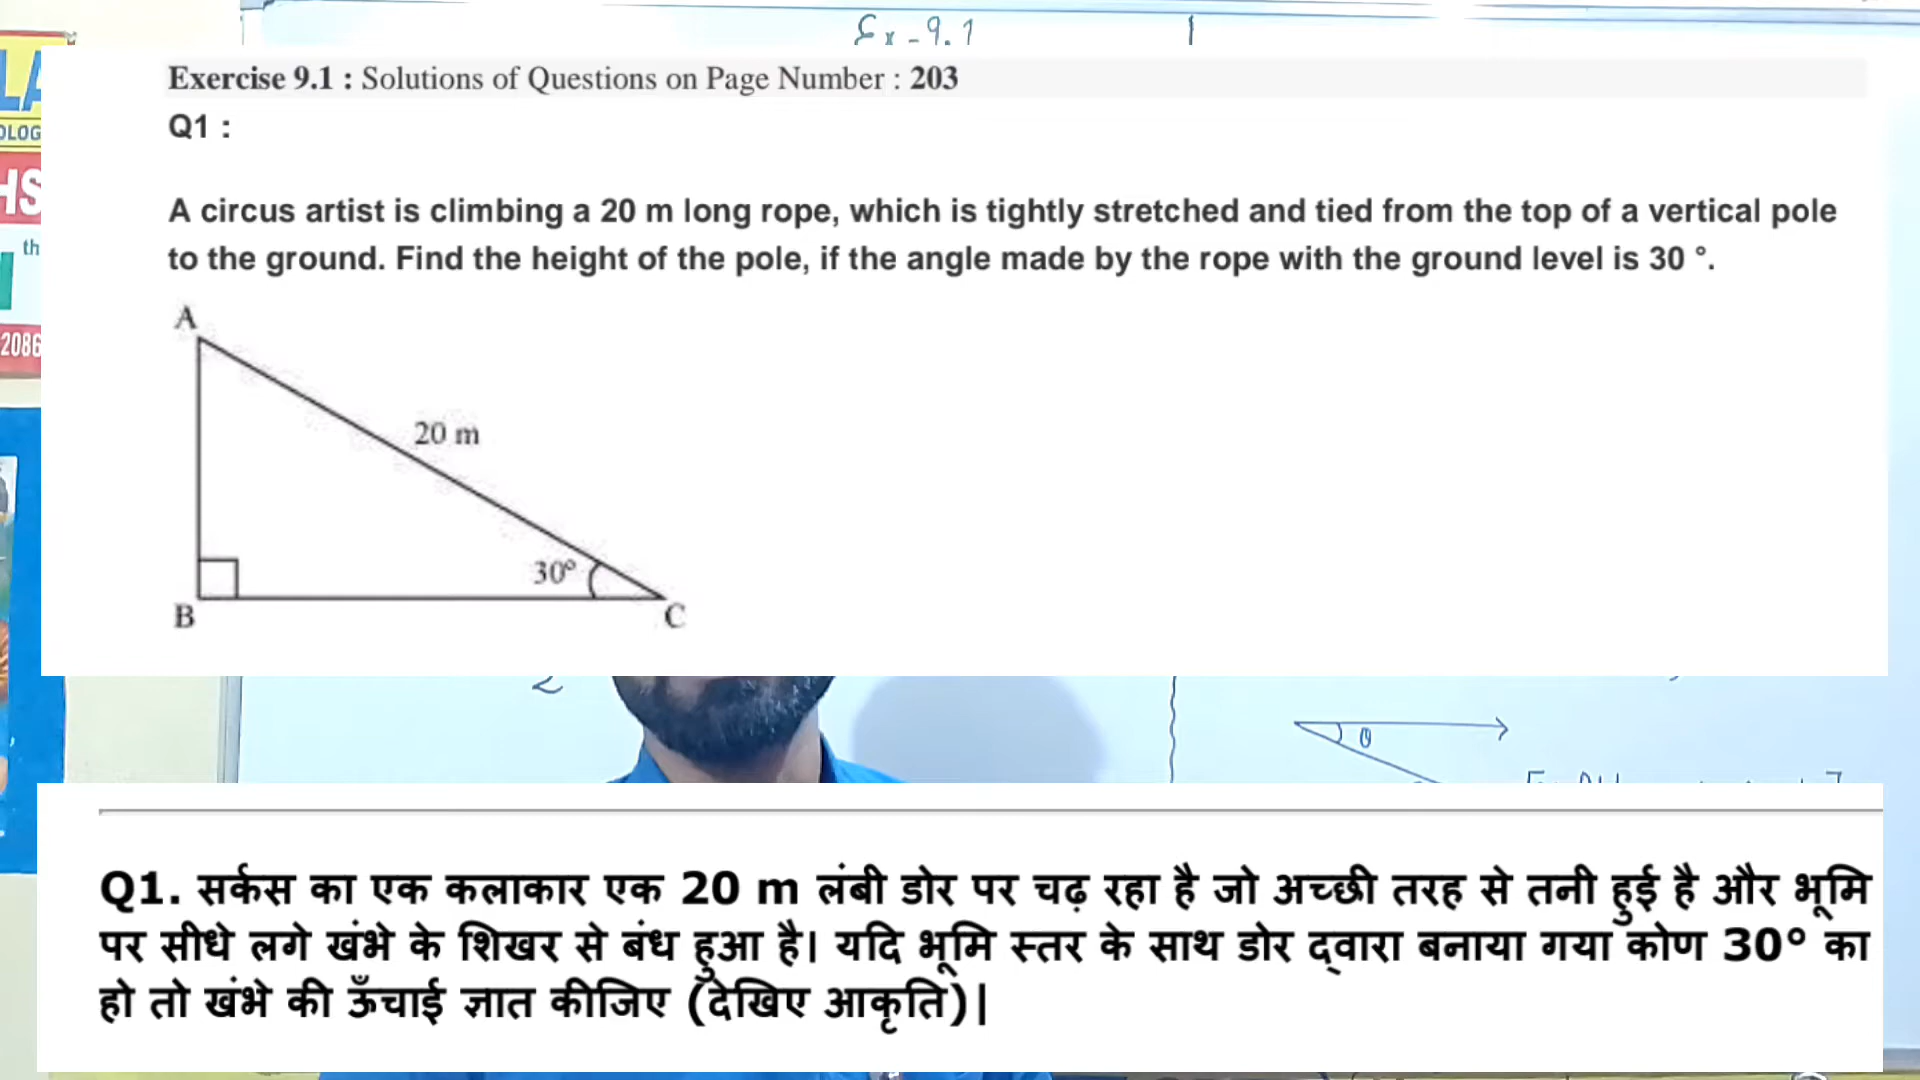 Ex - 9.1
Exercise 9.1 : Solutions of Questions on Page Number : 203
Q1 :
A circus artist is climbing a 20 m long rope, which is tightly stretched and tied from the top of a vertical pole
to the ground. Find the height of the pole, if the angle made by the rope with the ground level is 30 °.
A
20 m
30°
B
C
th
2086
θ
Q1. सर्कस का एक कलाकार एक 20 m लंबी डोर पर चढ़ रहा है जो अच्छी तरह से तनी हुई है और भूमि
पर सीधे लगे खंभे के शिखर से बंध हुआ है। यदि भूमि स्तर के साथ डोर द्वारा बनाया गया कोण 30° का
हो तो खंभे की ऊँचाई ज्ञात कीजिए (देखिए आकृति)|